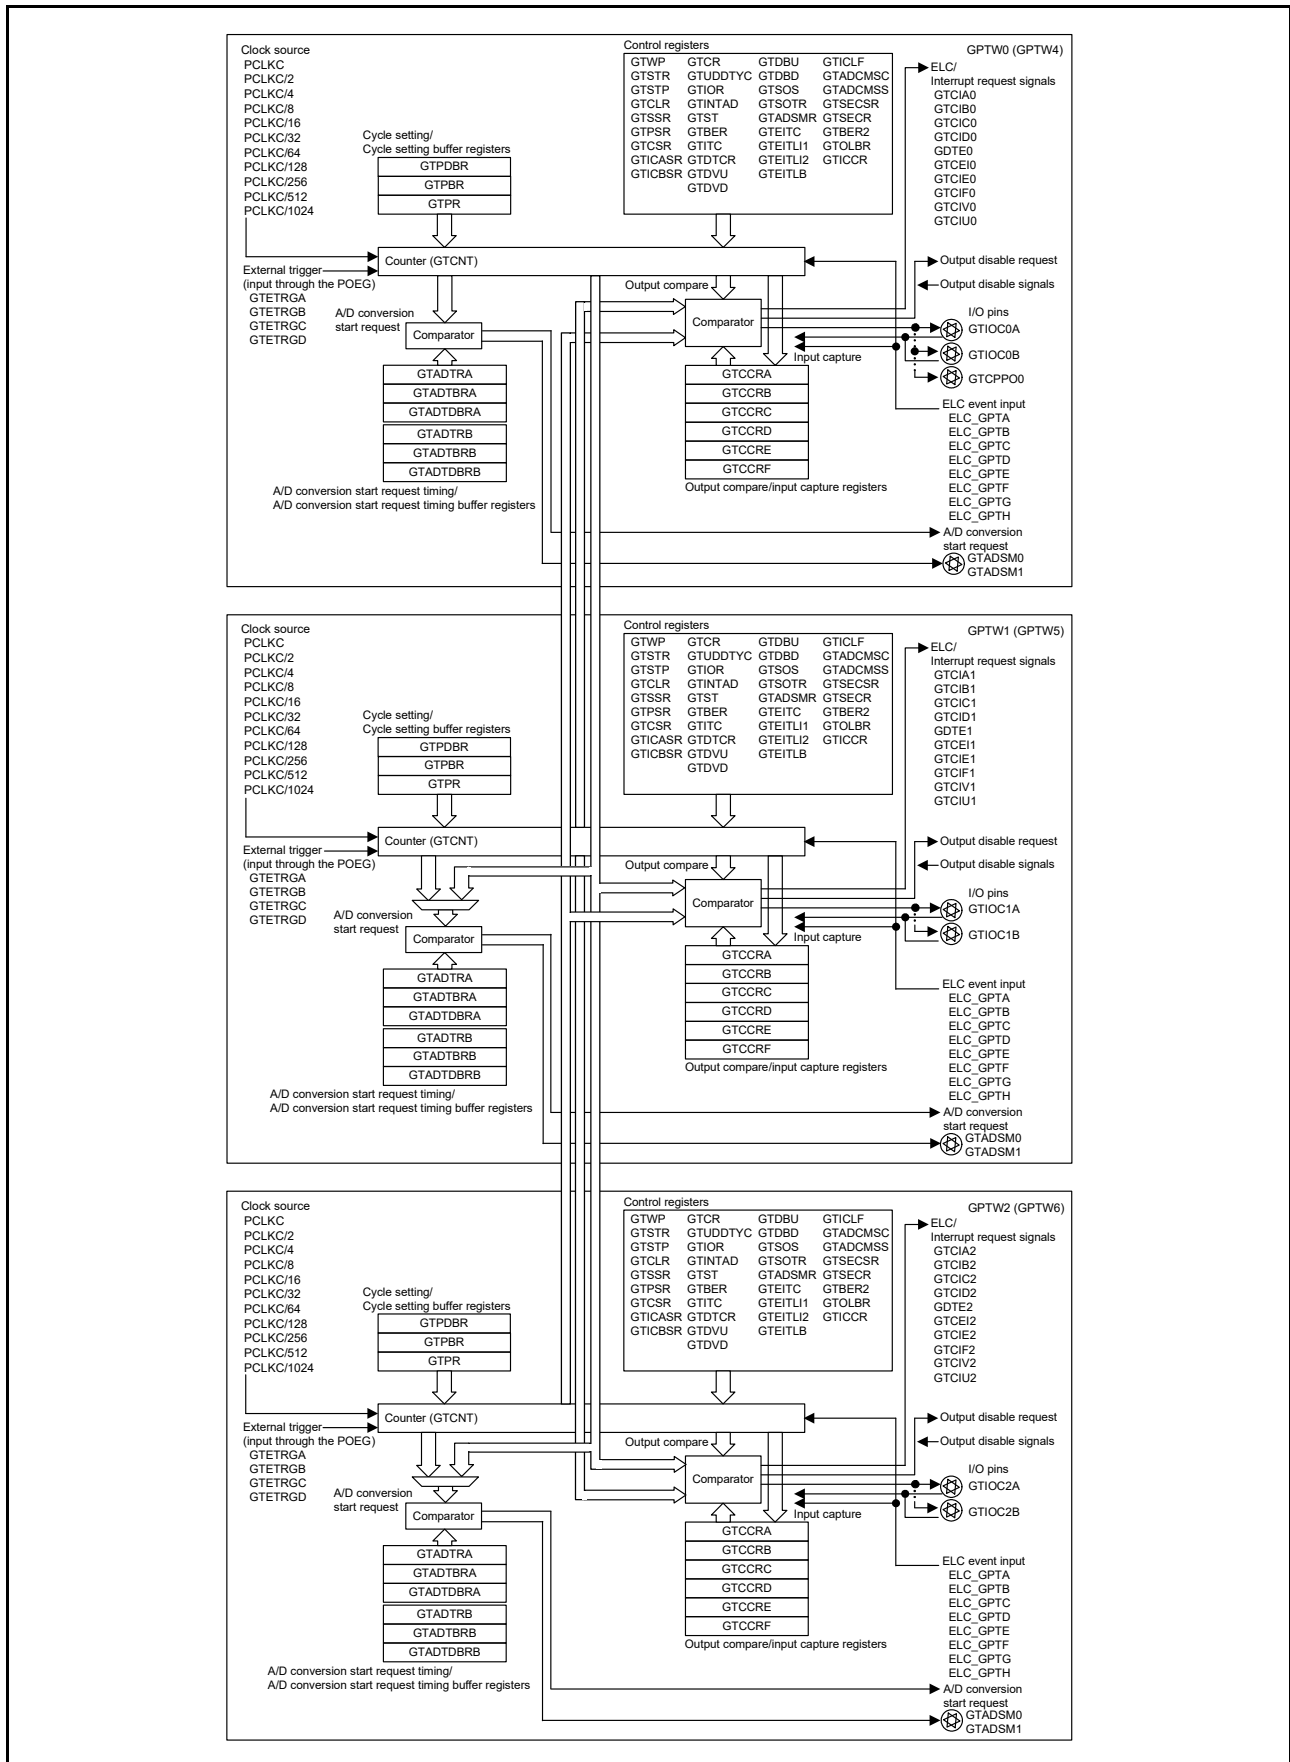 GPTW0 (GPTW4)
Clock source
PCLKC
PCLKC/2
PCLKC/4
PCLKC/8
PCLKC/16
PCLKC/32
PCLKC/64
PCLKC/128
PCLKC/256
PCLKC/512
PCLKC/1024
Cycle setting/
Cycle setting buffer registers
GTPDBR
GTPBR
GTPR
Control registers
GTWP GTCR GTDBU GTICLF
GTSTR GTUDDTYC GTDBD GTADCMSC
GTSTP GTIOR GTSOS GTADCMSS
GTCLR GTINTAD GTSOTR GTSECSR
GTSSR GTST GTADSMR GTSECR
GTPSR GTBER GTEITC GTBER2
GTCSR GTITC GTEITLI1 GTOLBR
GTICASR GTDTCR GTEITLI2 GTICCR
GTICBSR GTDVU GTEITLB
GTDVD
ELC/
Interrupt request signals
GTCIA0
GTCIB0
GTCIC0
GTCID0
GDTE0
GTCEI0
GTCIE0
GTCIF0
GTCIV0
GTCIU0
Counter (GTCNT)
External trigger
(input through the POEG)
GTETRGA
GTETRGB
GTETRGC
GTETRGD
A/D conversion
start request
Comparator
GTADTRA
GTADTBRA
GTADTDBRA
GTADTRB
GTADTBRB
GTADTDBRB
A/D conversion start request timing/
A/D conversion start request timing buffer registers
Output compare
Comparator
Input capture
GTCCRA
GTCCRB
GTCCRC
GTCCRD
GTCCRE
GTCCRF
Output compare/input capture registers
Output disable request
Output disable signals
I/O pins
GTIOC0A
GTIOC0B
GTCPPO0
ELC event input
ELC_GPTA
ELC_GPTB
ELC_GPTC
ELC_GPTD
ELC_GPTE
ELC_GPTF
ELC_GPTG
ELC_GPTH
A/D conversion
start request
GTADSM0
GTADSM1
GPTW1 (GPTW5)
Clock source
PCLKC
PCLKC/2
PCLKC/4
PCLKC/8
PCLKC/16
PCLKC/32
PCLKC/64
PCLKC/128
PCLKC/256
PCLKC/512
PCLKC/1024
Cycle setting/
Cycle setting buffer registers
GTPDBR
GTPBR
GTPR
Control registers
GTWP GTCR GTDBU GTICLF
GTSTR GTUDDTYC GTDBD GTADCMSC
GTSTP GTIOR GTSOS GTADCMSS
GTCLR GTINTAD GTSOTR GTSECSR
GTSSR GTST GTADSMR GTSECR
GTPSR GTBER GTEITC GTBER2
GTCSR GTITC GTEITLI1 GTOLBR
GTICASR GTDTCR GTEITLI2 GTICCR
GTICBSR GTDVU GTEITLB
GTDVD
ELC/
Interrupt request signals
GTCIA1
GTCIB1
GTCIC1
GTCID1
GDTE1
GTCEI1
GTCIE1
GTCIF1
GTCIV1
GTCIU1
Counter (GTCNT)
External trigger
(input through the POEG)
GTETRGA
GTETRGB
GTETRGC
GTETRGD
A/D conversion
start request
Comparator
GTADTRA
GTADTBRA
GTADTDBRA
GTADTRB
GTADTBRB
GTADTDBRB
A/D conversion start request timing/
A/D conversion start request timing buffer registers
Output compare
Comparator
Input capture
GTCCRA
GTCCRB
GTCCRC
GTCCRD
GTCCRE
GTCCRF
Output compare/input capture registers
Output disable request
Output disable signals
I/O pins
GTIOC1A
GTIOC1B
ELC event input
ELC_GPTA
ELC_GPTB
ELC_GPTC
ELC_GPTD
ELC_GPTE
ELC_GPTF
ELC_GPTG
ELC_GPTH
A/D conversion
start request
GTADSM0
GTADSM1
GPTW2 (GPTW6)
Clock source
PCLKC
PCLKC/2
PCLKC/4
PCLKC/8
PCLKC/16
PCLKC/32
PCLKC/64
PCLKC/128
PCLKC/256
PCLKC/512
PCLKC/1024
Cycle setting/
Cycle setting buffer registers
GTPDBR
GTPBR
GTPR
Control registers
GTWP GTCR GTDBU GTICLF
GTSTR GTUDDTYC GTDBD GTADCMSC
GTSTP GTIOR GTSOS GTADCMSS
GTCLR GTINTAD GTSOTR GTSECSR
GTSSR GTST GTADSMR GTSECR
GTPSR GTBER GTEITC GTBER2
GTCSR GTITC GTEITLI1 GTOLBR
GTICASR GTDTCR GTEITLI2 GTICCR
GTICBSR GTDVU GTEITLB
GTDVD
ELC/
Interrupt request signals
GTCIA2
GTCIB2
GTCIC2
GTCID2
GDTE2
GTCEI2
GTCIE2
GTCIF2
GTCIV2
GTCIU2
Counter (GTCNT)
External trigger
(input through the POEG)
GTETRGA
GTETRGB
GTETRGC
GTETRGD
A/D conversion
start request
Comparator
GTADTRA
GTADTBRA
GTADTDBRA
GTADTRB
GTADTBRB
GTADTDBRB
A/D conversion start request timing/
A/D conversion start request timing buffer registers
Output compare
Comparator
Input capture
GTCCRA
GTCCRB
GTCCRC
GTCCRD
GTCCRE
GTCCRF
Output compare/input capture registers
Output disable request
Output disable signals
I/O pins
GTIOC2A
GTIOC2B
ELC event input
ELC_GPTA
ELC_GPTB
ELC_GPTC
ELC_GPTD
ELC_GPTE
ELC_GPTF
ELC_GPTG
ELC_GPTH
A/D conversion
start request
GTADSM0
GTADSM1